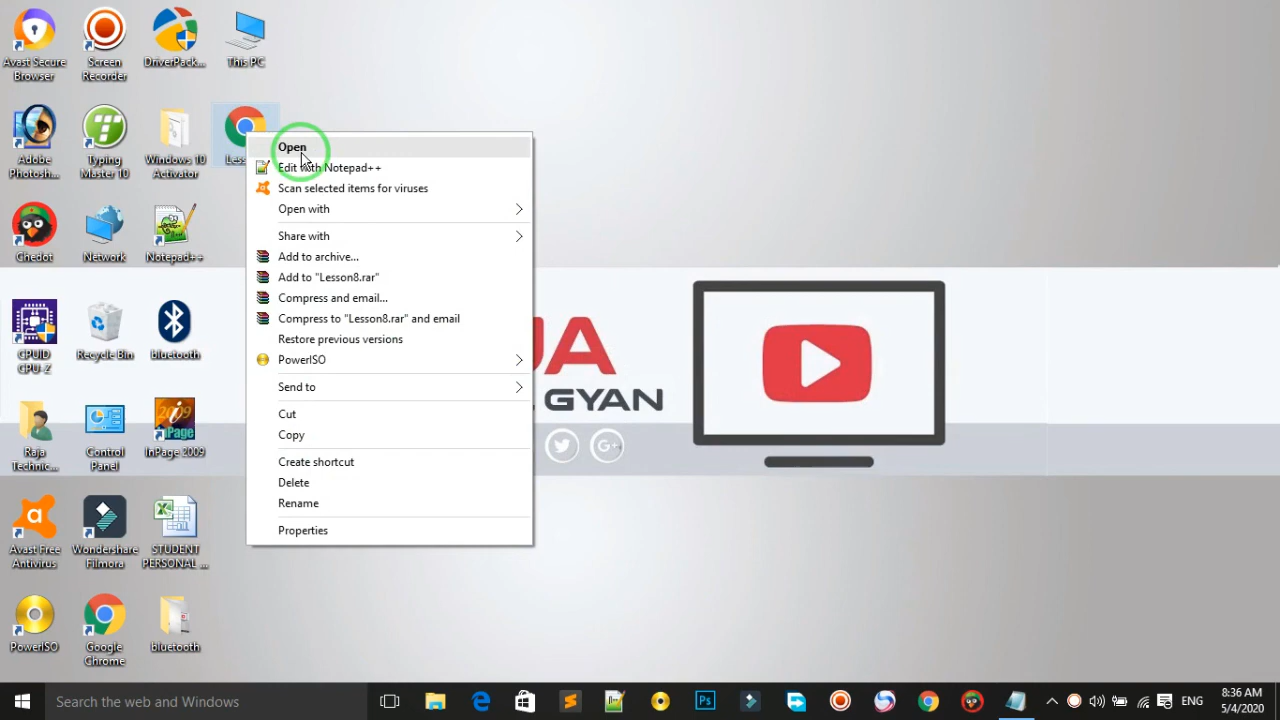 Avast Secure
Browser
Screen
Recorder
DriverPack...
This PC
Adobe
Photosh...
Typing
Master 10
Windows 10
Activator
Less
Chedot
Network
Notepad++
CPUID
CPU-Z
Recycle Bin
bluetooth
Raja
Technic...
Control
Panel
2009
InPage 2009
Avast Free
Antivirus
Wondershare
Filmora
STUDENT
PERSONAL ...
PowerISO
Google
Chrome
bluetooth
Open
Edit with Notepad++
Scan selected items for viruses
Open with
Share with
Add to archive...
Add to "Lesson8.rar"
Compress and email...
Compress to "Lesson8.rar" and email
Restore previous versions
PowerISO
Send to
Cut
Copy
Create shortcut
Delete
Rename
Properties
JA
GYAN
G+
Search the web and Windows
Ps
ENG
8:36 AM
5/4/2020